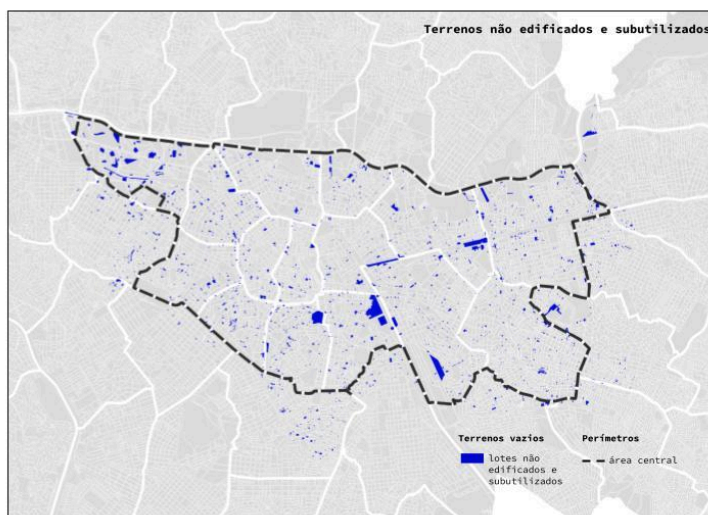 Terrenos não edificados e subutilizados
Terrenos vazios
lotes não
edificados e
subutilizados
Perímetros
área central